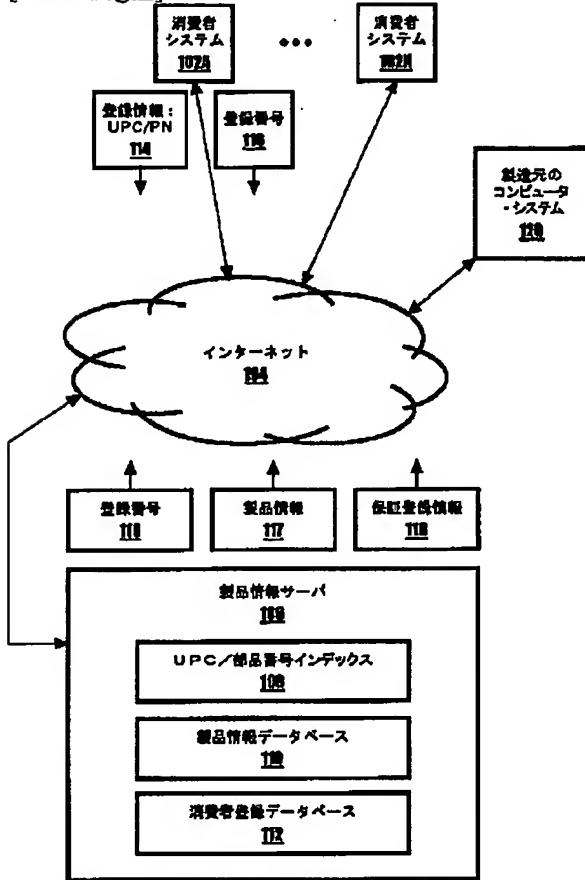 消費者
システム
102A
•••
消費者
システム
102N
登録情報：
UPC/PN
114
登録番号
116
製造元の
コンピュータ
・システム
120
インターネット
104
登録番号
116
製品情報
117
保証登録情報
118
製品情報サーバ
106
UPC／部品番号インデックス
108
製品情報データベース
110
消費者登録データベース
112